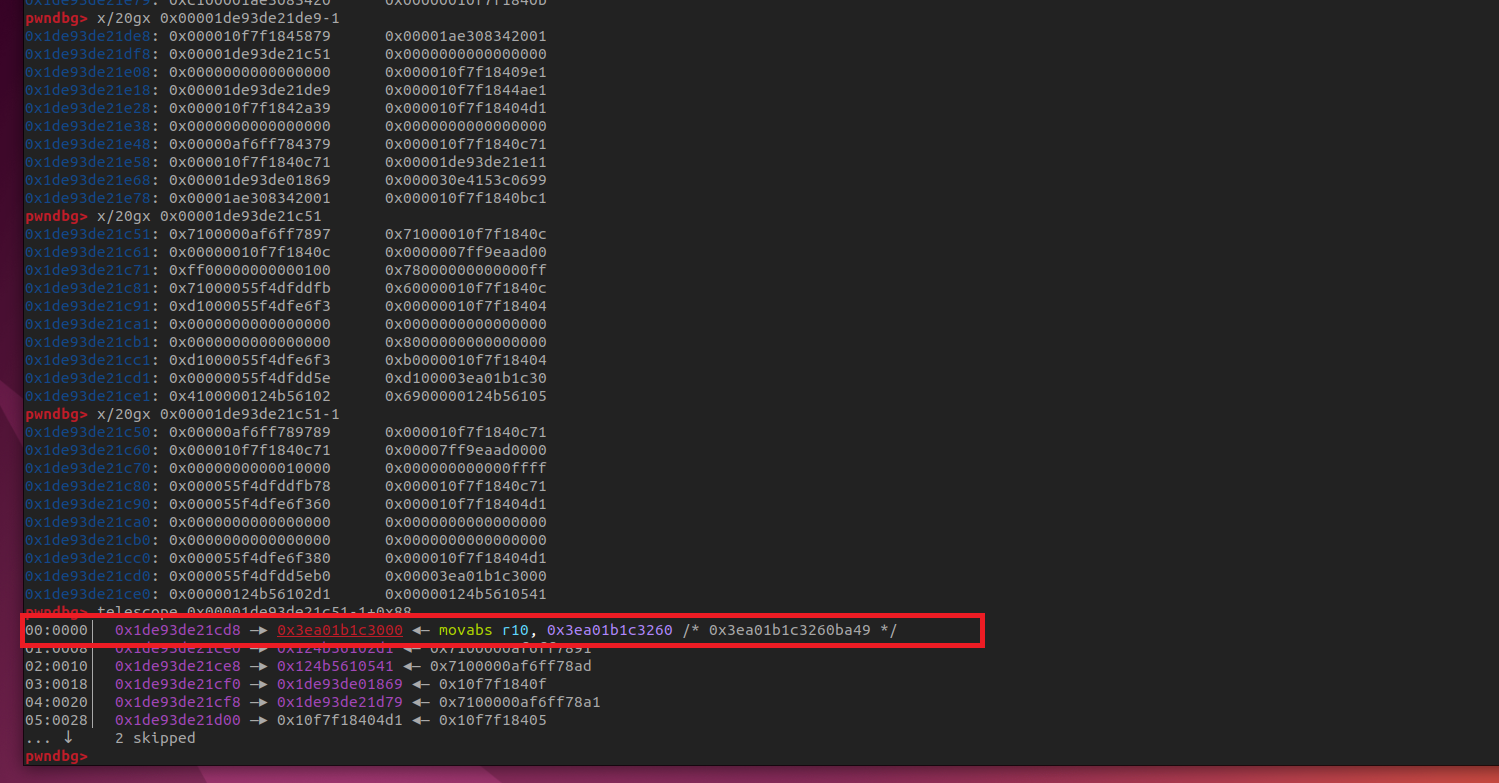 pwndbg> x/20gx 0x00001de93de21de9-1
0x1de93de21de8: 0x000010f7f1845879 0x00001ae308342001
0x1de93de21df8: 0x00001de93de21c51 0x0000000000000000
0x1de93de21e08: 0x0000000000000000 0x000010f7f18409e1
0x1de93de21e18: 0x00001de93de21de9 0x000010f7f1844ae1
0x1de93de21e28: 0x000010f7f1842a39 0x000010f7f18404d1
0x1de93de21e38: 0x0000000000000000 0x0000000000000000
0x1de93de21e48: 0x00000af6ff784379 0x000010f7f1840c71
0x1de93de21e58: 0x000010f7f1840c71 0x00001de93de21e11
0x1de93de21e68: 0x00001de93de01869 0x000030e4153c0699
0x1de93de21e78: 0x00001ae308342001 0x000010f7f1840bc1
pwndbg> x/20gx 0x00001de93de21c51
0x1de93de21c51: 0x7100000af6ff7897 0x71000010f7f1840c
0x1de93de21c61: 0x00000010f7f1840c 0x0000007ff9eaad00
0x1de93de21c71: 0xff00000000000100 0x78000000000000ff
0x1de93de21c81: 0x71000055f4dfddfb 0x60000010f7f1840c
0x1de93de21c91: 0xd1000055f4dfe6f3 0x00000010f7f18404
0x1de93de21ca1: 0x0000000000000000 0x0000000000000000
0x1de93de21cb1: 0x0000000000000000 0x8000000000000000
0x1de93de21cc1: 0xd1000055f4dfe6f3 0xb0000010f7f18404
0x1de93de21cd1: 0x00000055f4dfdd5e 0xd100003ea01b1c30
0x1de93de21ce1: 0x4100000124b56102 0x6900000124b56105
pwndbg> x/20gx 0x00001de93de21c51-1
0x1de93de21c50: 0x00000af6ff789789 0x000010f7f1840c71
0x1de93de21c60: 0x000010f7f1840c71 0x00007ff9eaad0000
0x1de93de21c70: 0x0000000000010000 0x000000000000ffff
0x1de93de21c80: 0x000055f4dfddfb78 0x000010f7f1840c71
0x1de93de21c90: 0x000055f4dfe6f360 0x000010f7f18404d1
0x1de93de21ca0: 0x0000000000000000 0x0000000000000000
0x1de93de21cb0: 0x0000000000000000 0x0000000000000000
0x1de93de21cc0: 0x000055f4dfe6f380 0x000010f7f18404d1
0x1de93de21cd0: 0x000055f4dfdd5eb0 0x00003ea01b1c3000
0x1de93de21ce0: 0x00000124b56102d1 0x00000124b5610541
pwndbg> telescope 0x00001de93de21c51-1+0x88
00:0000│ 0x1de93de21cd8 —▸ 0x3ea01b1c3000 ◂— movabs r10, 0x3ea01b1c3260 /* 0x3ea01b1c3260ba49 */
01:0008│ 0x1de93de21ce0 —▸ 0x124b56102d1 ◂— 0x7100000af6ff7891
02:0010│ 0x1de93de21ce8 —▸ 0x124b5610541 ◂— 0x7100000af6ff78ad
03:0018│ 0x1de93de21cf0 —▸ 0x1de93de01869 ◂— 0x10f7f1840f
04:0020│ 0x1de93de21cf8 —▸ 0x1de93de21d79 ◂— 0x7100000af6ff78a1
05:0028│ 0x1de93de21d00 —▸ 0x10f7f18404d1 ◂— 0x10f7f18405
... ↓ 2 skipped
pwndbg>